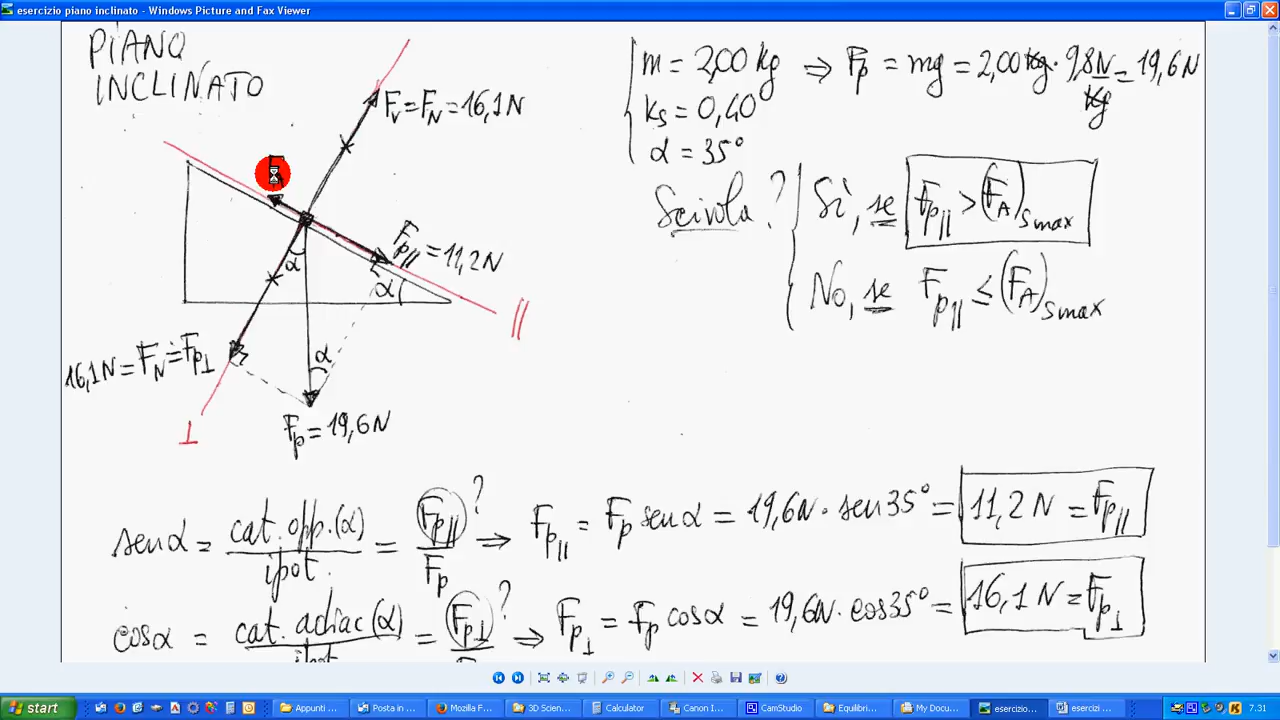 esercizio piano inclinato - Windows Picture and Fax Viewer
PIANO
INCLINATO
Fv = FN = 16,1 N
Fp∥ = 11,2 N
α
α
α
∥
16,1 N = FN = Fp⊥
⊥
Fp = 19,6 N
m = 2,00 kg ⇒ Fp = mg = 2,00 kg · 9,8 N/kg = 19,6 N
ks = 0,40
α = 35°
Scivola?
Sì, se Fp∥ > (FA)s max
No, se Fp∥ ≤ (FA)s max
sen α = cat. opp. (α) / ipot. = Fp∥ / Fp ? ⇒ Fp∥ = Fp sen α = 19,6 N · sen 35° = 11,2 N = Fp∥
cos α = cat. adiac (α) / ipot = Fp⊥ ? ⇒ Fp⊥ = Fp cos α = 19,6 N · cos 35° = 16,1 N = Fp⊥
start
Appunti ...
Posta in ...
Mozilla F...
3D Scien...
Calculator
Canon I...
CamStudio
Equilibri...
My Docu...
esercizio...
eserci ...
7.31